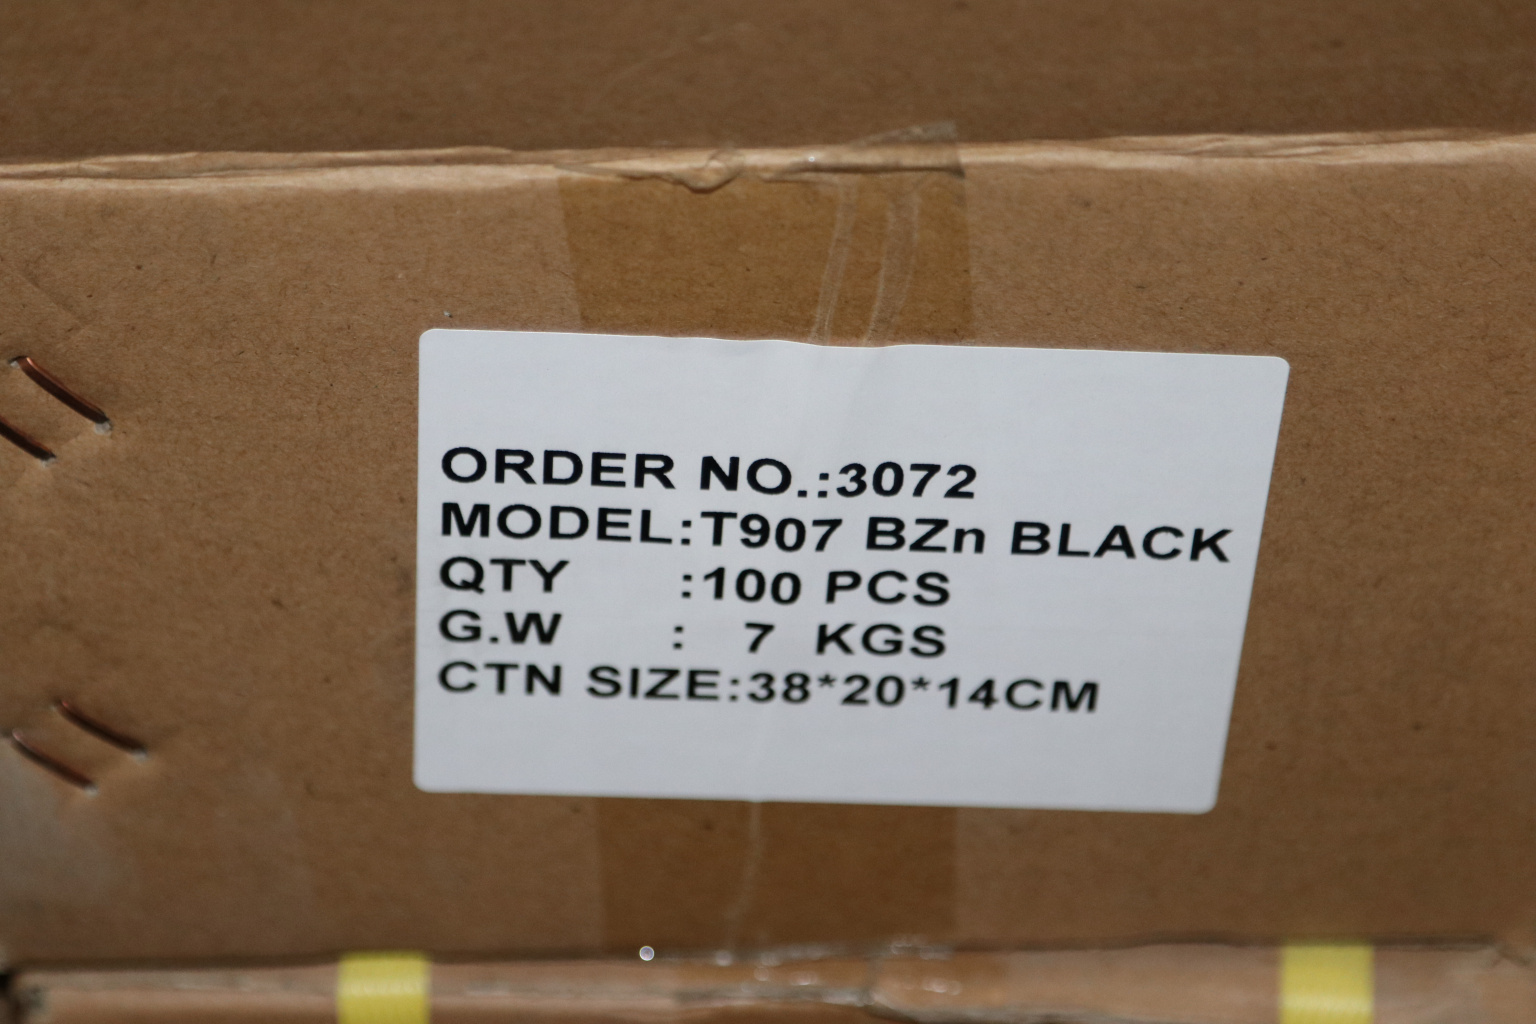 ORDER NO.:3072
MODEL:T907 BZn BLACK
QTY :100 PCS
G.W : 7 KGS
CTN SIZE:38*20*14CM